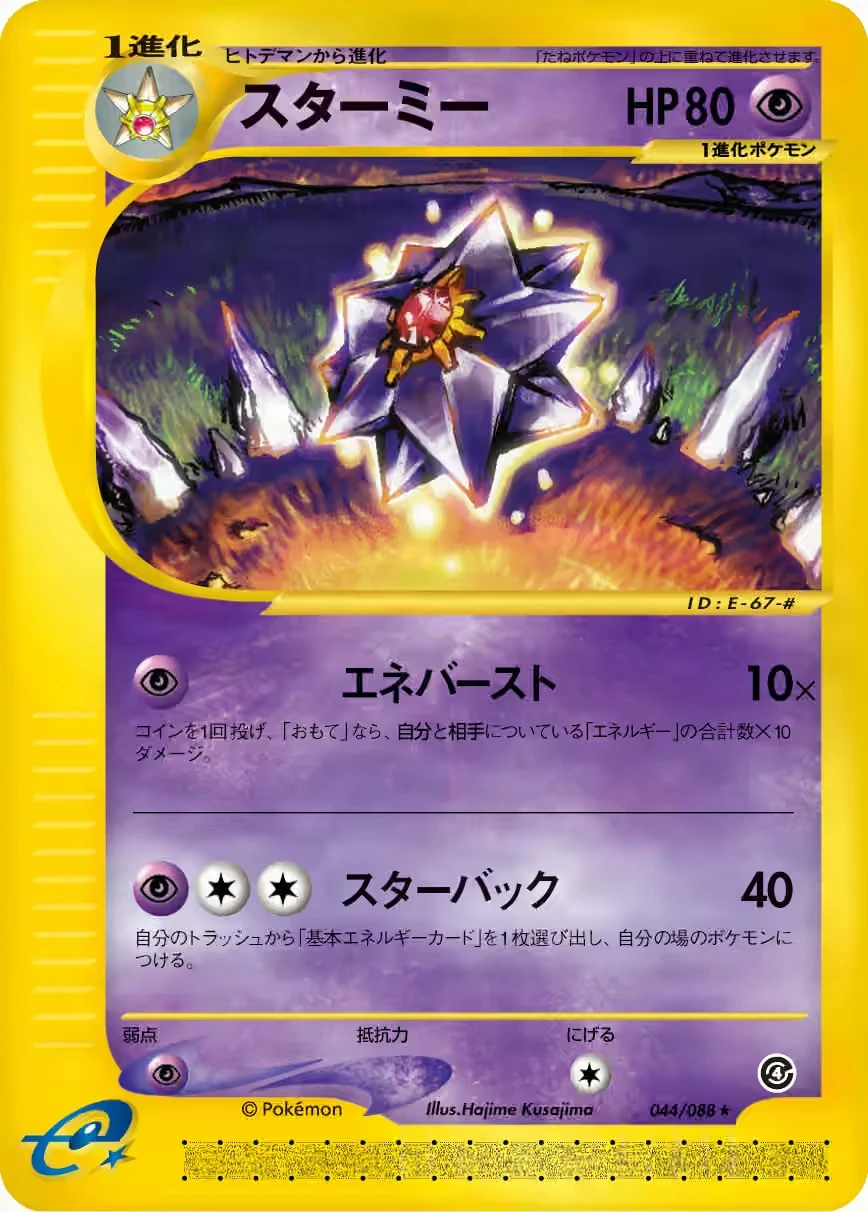 1進化
ヒトデマンから進化
「たねポケモン」の上に重ねて進化させます。
スターミー
HP80
1進化ポケモン
ID:E-67-#
エネバースト 10×
コインを1回投げ、「おもて」なら、自分と相手についている「エネルギー」の合計数×10
ダメージ。
スターバック 40
自分のトラッシュから「基本エネルギーカード」を1枚選び出し、自分の場のポケモンに
つける。
弱点 抵抗力 にげる
4
© Pokémon Illus.Hajime Kusajima 044/088★
e